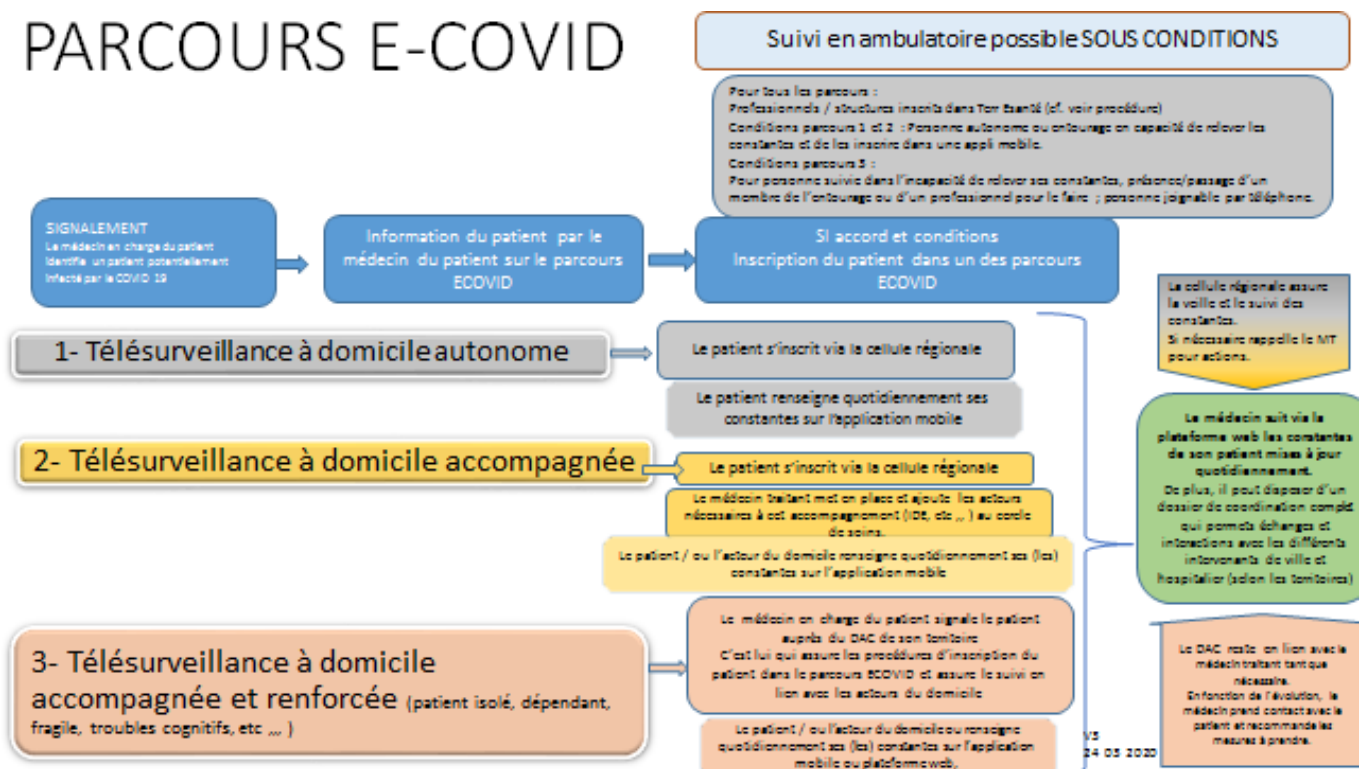 PARCOURS E-COVID
Suivi en ambulatoire possible SOUS CONDITIONS
Pour tous les parcours :
Professionnels / structures inscrits dans Terr Esanté (cf. voir procédure)
Conditions parcours 1 et 2 : Personne autonome ou entourage en capacité de relever les
constantes et de les inscrire dans une appli mobile.
Conditions parcours 3 :
Pour personne suivie dans l'incapacité de relever ses constantes, présence/passage d'un
membre de l'entourage ou d'un professionnel pour le faire ; personne joignable par téléphone.
SIGNALEMENT
Le médecin en charge du patient
identifie un patient potentiellement
infecté par le COVID 19
Information du patient par le
médecin du patient sur le parcours
ECOVID
SI accord et conditions
Inscription du patient dans un des parcours
ECOVID
La cellule régionale assure
la veille et le suivi des
constantes.
Si nécessaire rappelle le MT
pour actions.
1- Télésurveillance à domicile autonome
Le patient s'inscrit via la cellule régionale
Le patient renseigne quotidiennement ses
constantes sur l'application mobile
2- Télésurveillance à domicile accompagnée
Le patient s'inscrit via la cellule régionale
Le médecin traitant met en place et ajoute les acteurs
nécessaires à cet accompagnement (IDE, etc ,,, ) au cercle
de soins.
Le patient / ou l'acteur du domicile renseigne quotidiennement ses (les)
constantes sur l'application mobile
Le médecin suit via la
plateforme web les constantes
de son patient mises à jour
quotidiennement.
De plus, il peut disposer d'un
dossier de coordination complet
qui permets échanges et
interactions avec les différents
intervenants de ville et
hospitalier (selon les territoires)
3- Télésurveillance à domicile
accompagnée et renforcée (patient isolé, dépendant,
fragile, troubles cognitifs, etc ,,, )
Le médecin en charge du patient signale le patient
auprès du DAC de son territoire
C'est lui qui assure les procédures d'inscription du
patient dans le parcours ECOVID et assure le suivi en
lien avec les acteurs du domicile
Le patient / ou l'acteur du domicile ou renseigne
quotidiennement ses (les) constantes sur l'application
mobile ou plateforme web,
Le DAC reste en lien avec le
médecin traitant tant que
nécessaire.
En fonction de l'évolution, le
médecin prend contact avec le
patient et recommande les
mesures à prendre.
V3
24 03 2020